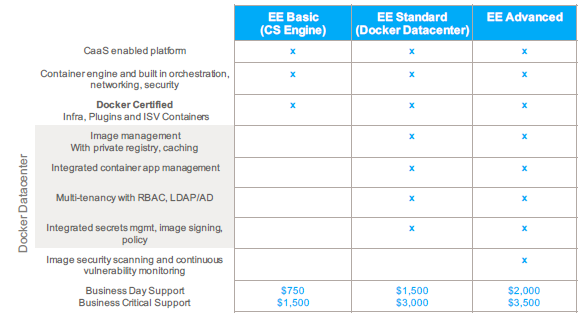 EE Basic EE Standard EE Advanced
(CS Engine) (Docker Datacenter)
CaaS enabled platform x x x
Container engine and built in orchestration,
networking, security x x x
Docker Certified
Infra, Plugins and ISV Containers x x x
Docker Datacenter
Image management
With private registry, caching x x
Integrated container app management x x
Multi-tenancy with RBAC, LDAP/AD x x
Integrated secrets mgmt, image signing,
policy x x
Image security scanning and continuous
vulnerability monitoring x
Business Day Support $750 $1,500 $2,000
Business Critical Support $1,500 $3,000 $3,500